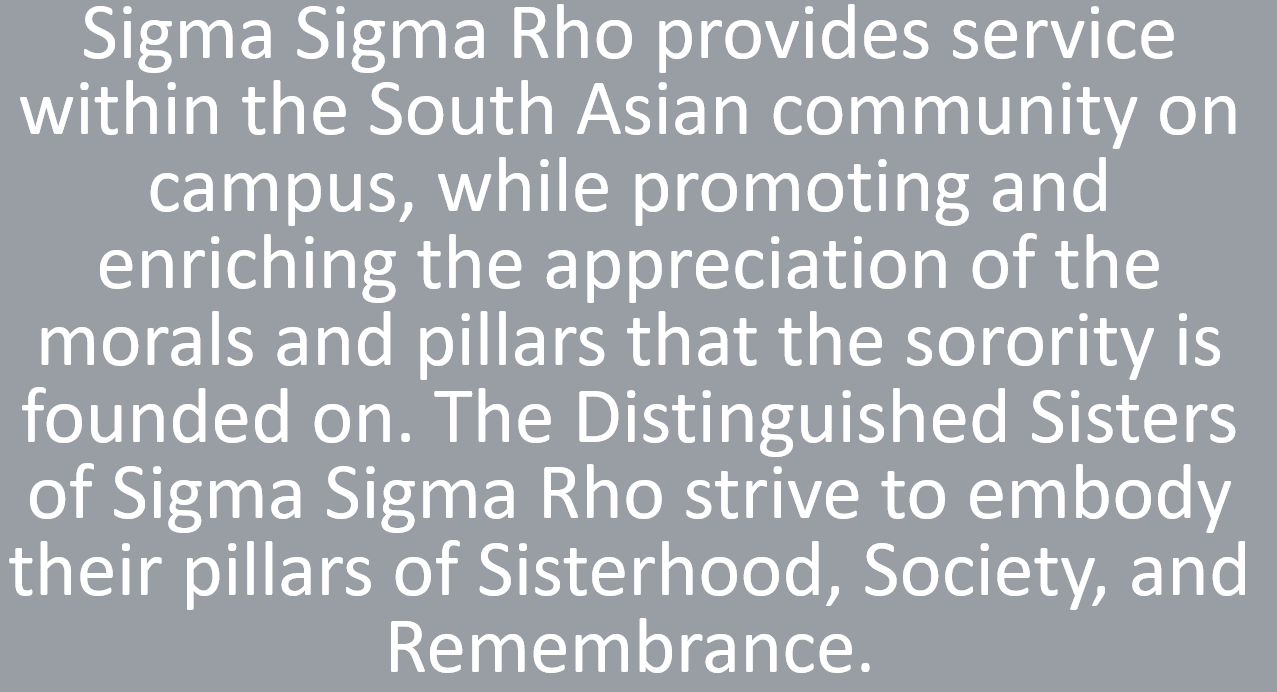 Sigma Sigma Rho provides service
within the South Asian community on
campus, while promoting and
enriching the appreciation of the
morals and pillars that the sorority is
founded on. The Distinguished Sisters
of Sigma Sigma Rho strive to embody
their pillars of Sisterhood, Society, and
Remembrance.